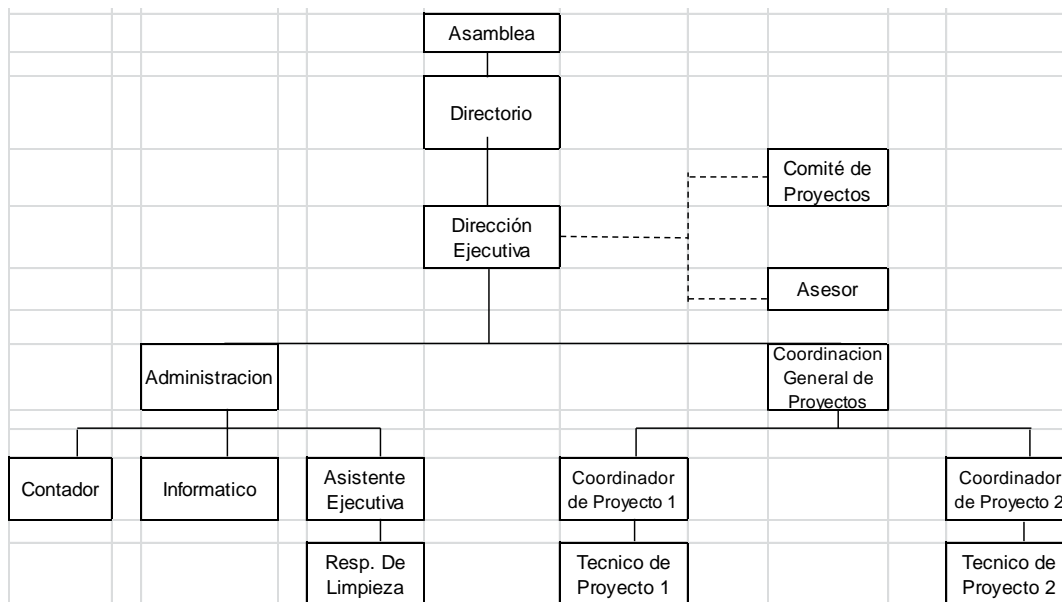 Asamblea
Directorio
Comité de
Proyectos
Dirección
Ejecutiva
Asesor
Administracion
Coordinacion
General de
Proyectos
Contador
Informatico
Asistente
Ejecutiva
Coordinador
de Proyecto 1
Coordinador
de Proyecto 2
Resp. De
Limpieza
Tecnico de
Proyecto 1
Tecnico de
Proyecto 2